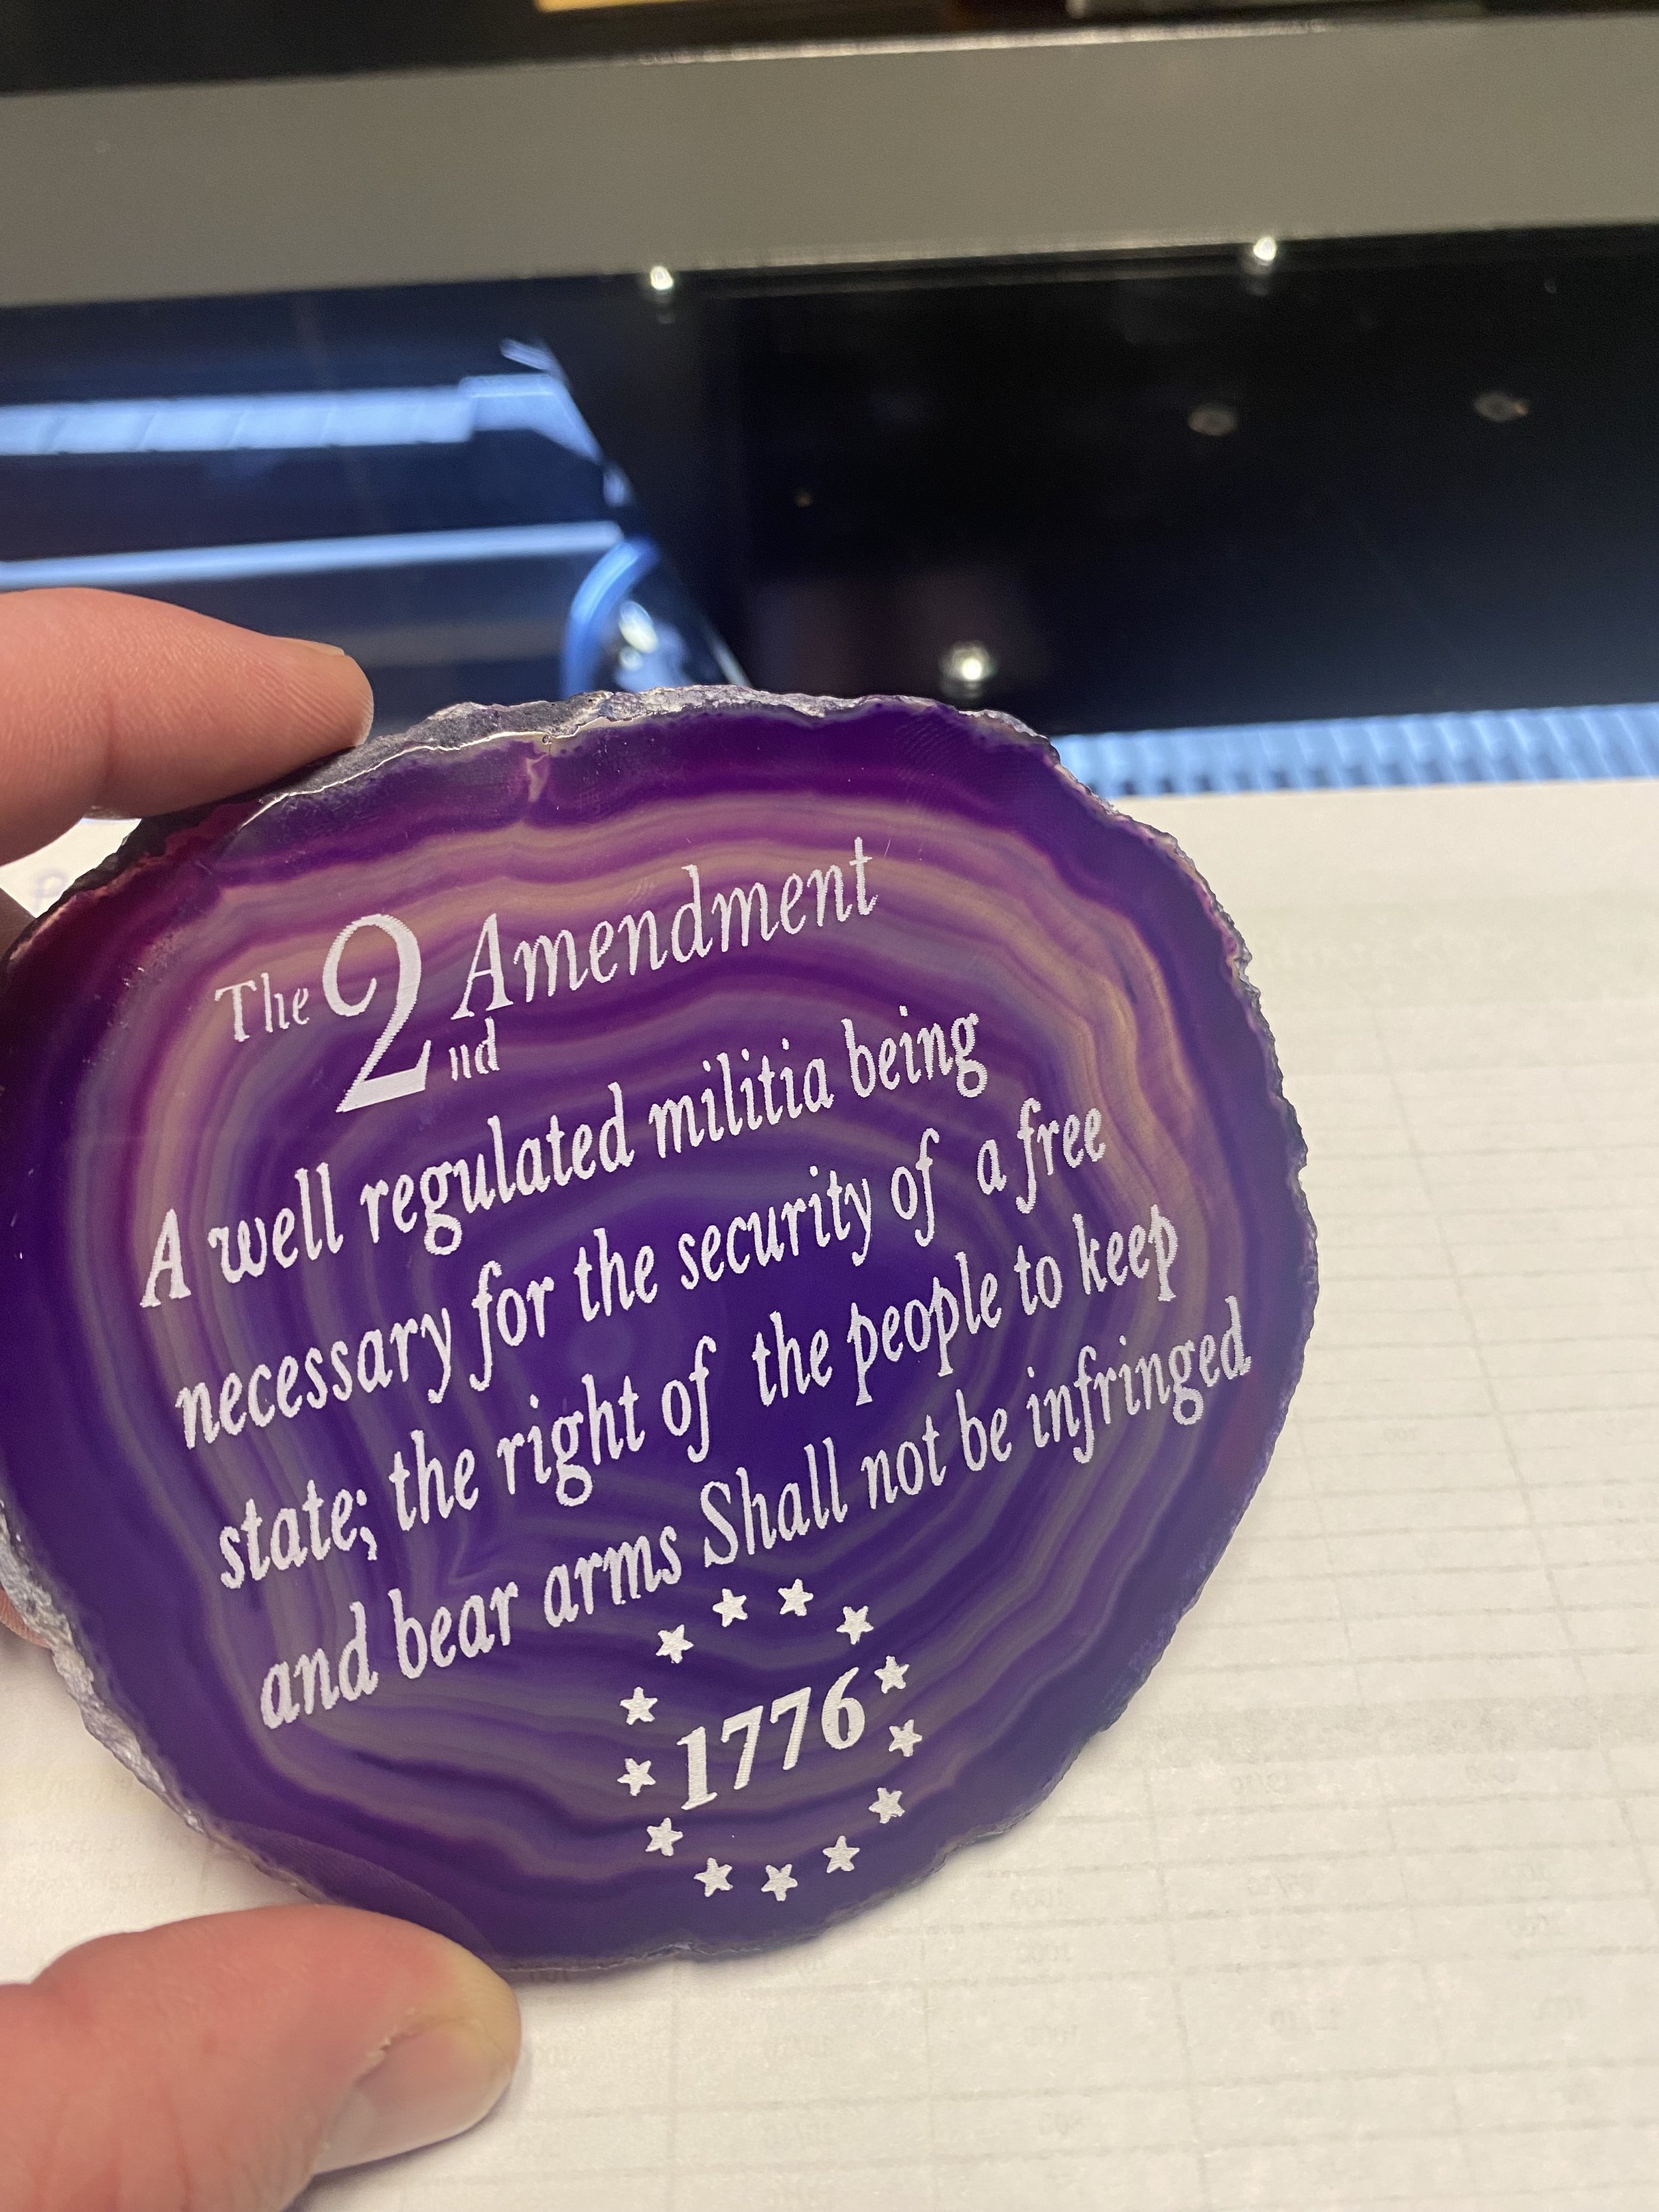 The 2nd Amendment
A well regulated militia being
necessary for the security of a free
state; the right of the people to keep
and bear arms Shall not be infringed
1776